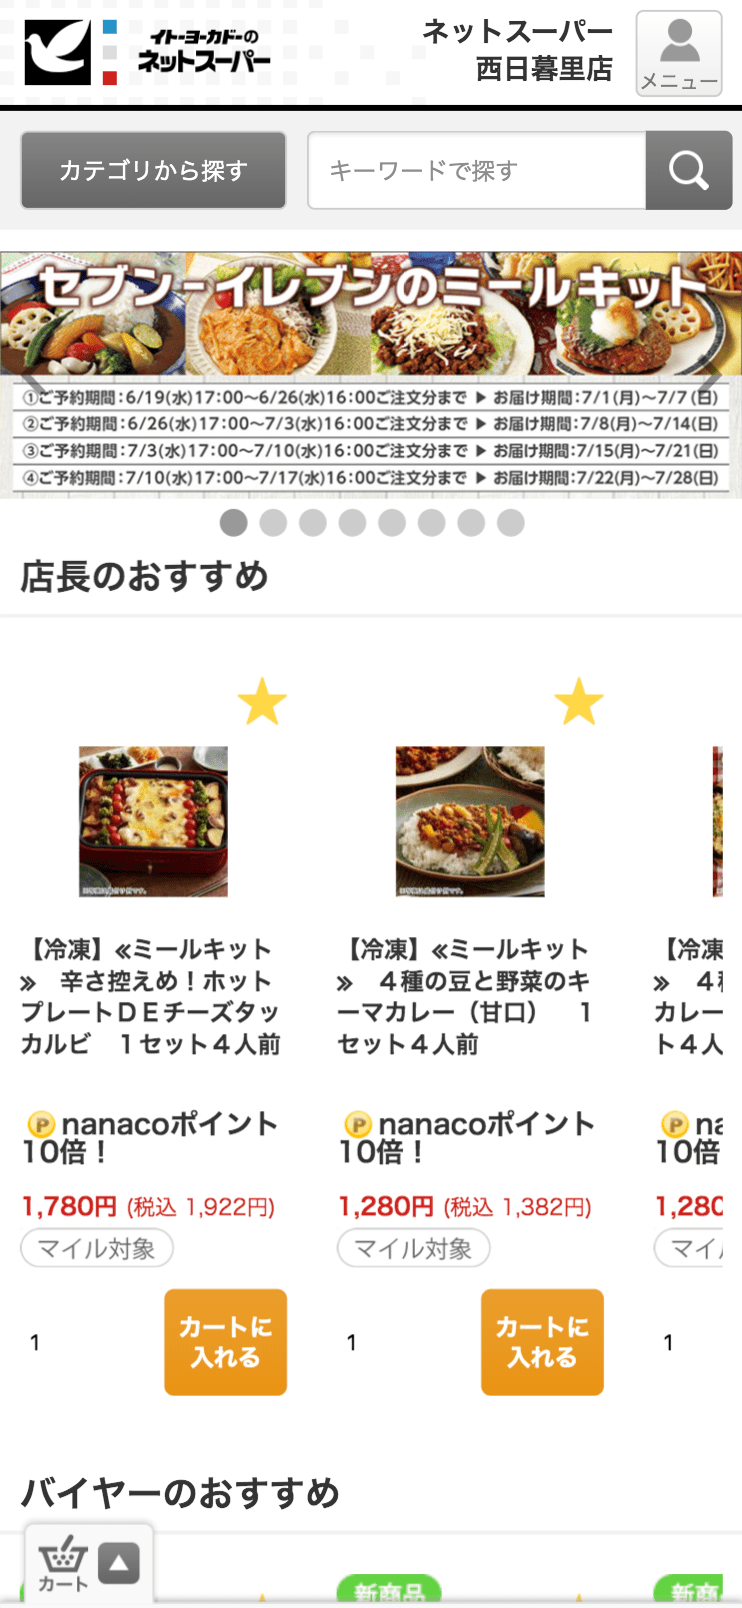 イトーヨーカドーの
ネットスーパー
ネットスーパー
西日暮里店
メニュー
カテゴリから探す
キーワードで探す
セブン-イレブンのミールキット
①ご予約期間：6/19(水)17:00〜6/26(水)16:00ご注文分まで ▶ お届け期間：7/1(月)〜7/7(日)
②ご予約期間：6/26(水)17:00〜7/3(水)16:00ご注文分まで ▶ お届け期間：7/8(月)〜7/14(日)
③ご予約期間：7/3(水)17:00〜7/10(水)16:00ご注文分まで ▶ お届け期間：7/15(月)〜7/21(日)
④ご予約期間：7/10(水)17:00〜7/17(水)16:00ご注文分まで ▶ お届け期間：7/22(月)〜7/28(日)
店長のおすすめ
【冷凍】≪ミールキット
≫　辛さ控えめ！ホット
プレートＤＥチーズタッ
カルビ　１セット４人前
P nanacoポイント
10倍！
1,780円 (税込 1,922円)
マイル対象
1
カートに
入れる
【冷凍】≪ミールキット
≫　４種の豆と野菜のキ
ーマカレー（甘口）　１
セット４人前
P nanacoポイント
10倍！
1,280円 (税込 1,382円)
マイル対象
1
カートに
入れる
【冷凍
≫　４種
カレー
ト４人
P na
10倍
1,280
マイル
1
バイヤーのおすすめ
カート
新商品
新商